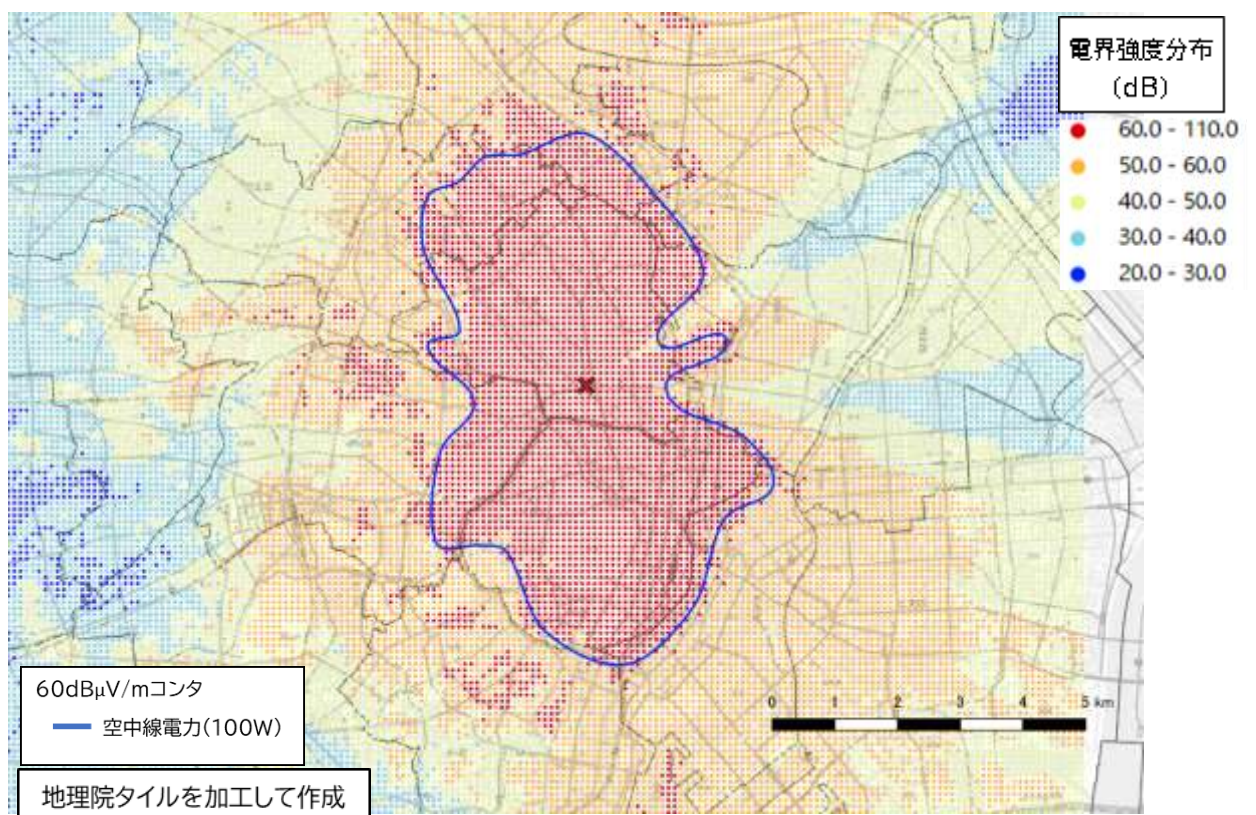 電界強度分布
(dB)
60.0 - 110.0
50.0 - 60.0
40.0 - 50.0
30.0 - 40.0
20.0 - 30.0
60dBμV/mコンタ
空中線電力(100W)
地理院タイルを加工して作成
0 1 2 3 4 5 km